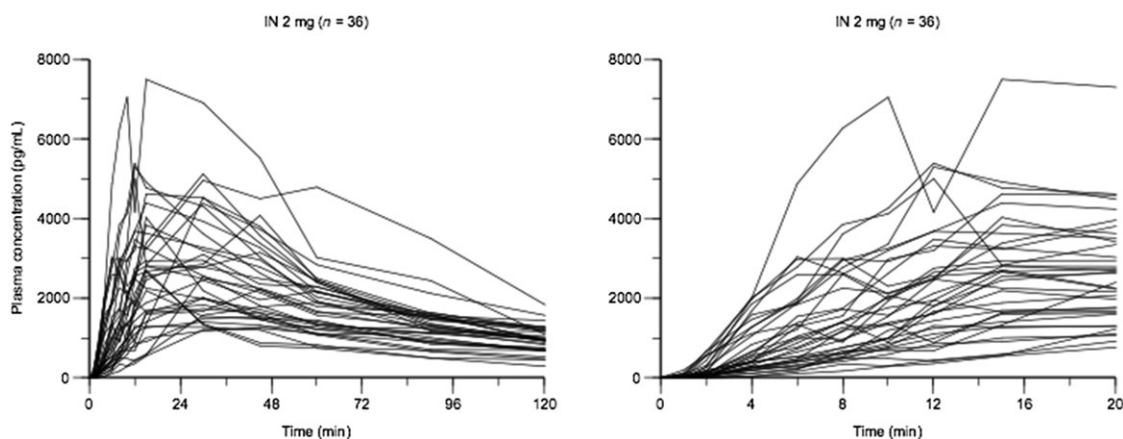 IN 2 mg (n = 36)
8000
6000
4000
2000
0
Plasma concentration (pg/mL)
0 24 48 72 96 120
Time (min)
IN 2 mg (n = 36)
8000
6000
4000
2000
0
0 4 8 12 16 20
Time (min)